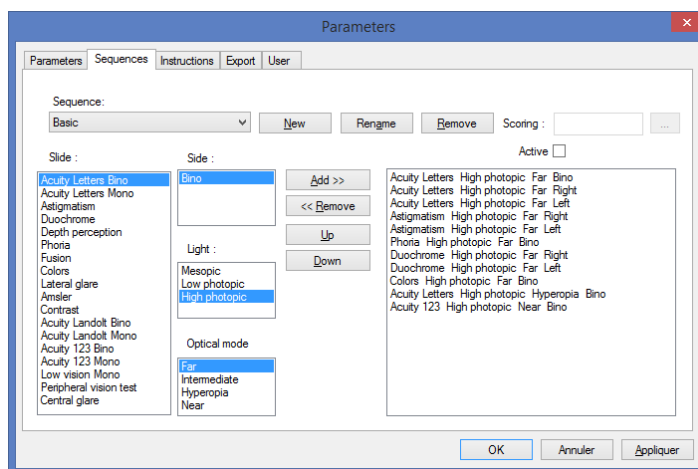 Parameters
Parameters Sequences Instructions Export User
Sequence:
Basic New Rename Remove Scoring : ...
Active
Slide :
Acuity Letters Bino
Acuity Letters Mono
Astigmatism
Duochrome
Depth perception
Phoria
Fusion
Colors
Lateral glare
Amsler
Contrast
Acuity Landolt Bino
Acuity Landolt Mono
Acuity 123 Bino
Acuity 123 Mono
Low vision Mono
Peripheral vision test
Central glare
Side :
Bino
Light :
Mesopic
Low photopic
High photopic
Optical mode
Far
Intermediate
Hyperopia
Near
Add >>
<< Remove
Up
Down
Acuity Letters High photopic Far Bino
Acuity Letters High photopic Far Right
Acuity Letters High photopic Far Left
Astigmatism High photopic Far Right
Astigmatism High photopic Far Left
Phoria High photopic Far Bino
Duochrome High photopic Far Right
Duochrome High photopic Far Left
Colors High photopic Far Bino
Acuity Letters High photopic Hyperopia Bino
Acuity 123 High photopic Near Bino
OK Annuler Appliquer